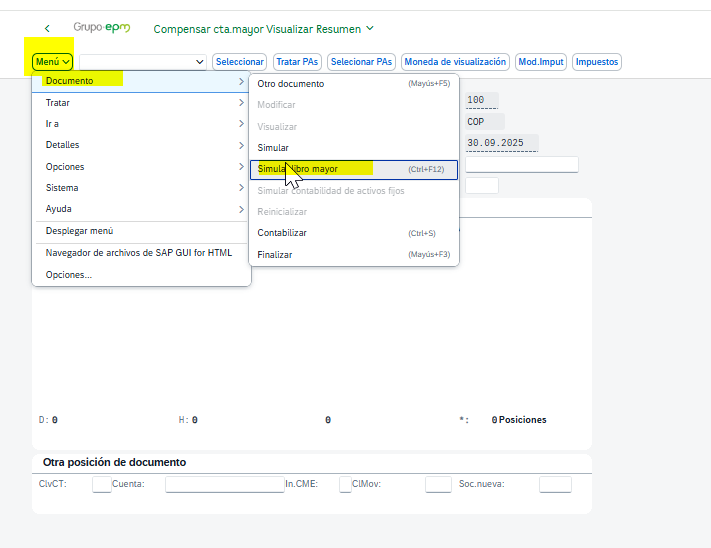 Grupo·epm Compensar cta.mayor Visualizar Resumen
Menú Seleccionar Tratar PAs Selecionar PAs Moneda de visualización Mod.Imput Impuestos
Documento
Tratar
Ir a
Detalles
Opciones
Sistema
Ayuda
Desplegar menú
Navegador de archivos de SAP GUI for HTML
Opciones...
Otro documento (Mayús+F5)
Modificar
Visualizar
Simular
Simular libro mayor (Ctrl+F12)
Simular contabilidad de activos fijos
Reinicializar
Contabilizar (Ctrl+S)
Finalizar (Mayús+F3)
100
COP
30.09.2025
D: 0 H: 0 0 *: 0 Posiciones
Otra posición de documento
ClvCT: Cuenta: In.CME: ClMov: Soc.nueva: